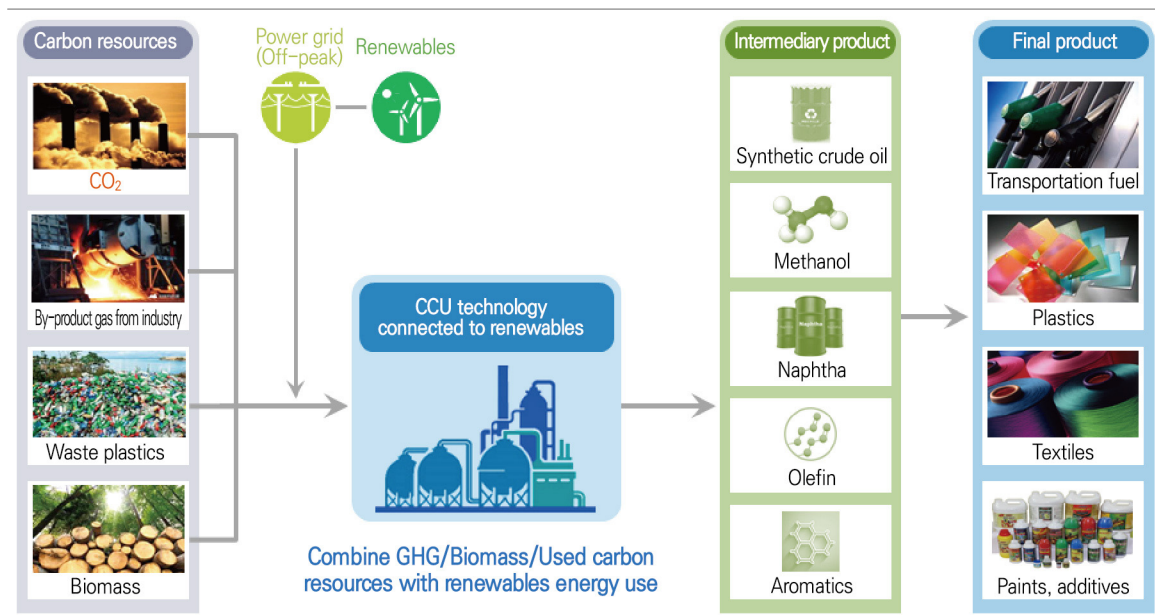 Carbon resources
CO₂
By-product gas from industry
Waste plastics
Biomass
Power grid
(Off-peak)
Renewables
CCU technology
connected to renewables
Combine GHG/Biomass/Used carbon
resources with renewables energy use
Intermediary product
Synthetic crude oil
Methanol
Naphtha
Naphtha
Olefin
Aromatics
Final product
Transportation fuel
Plastics
Textiles
Paints, additives